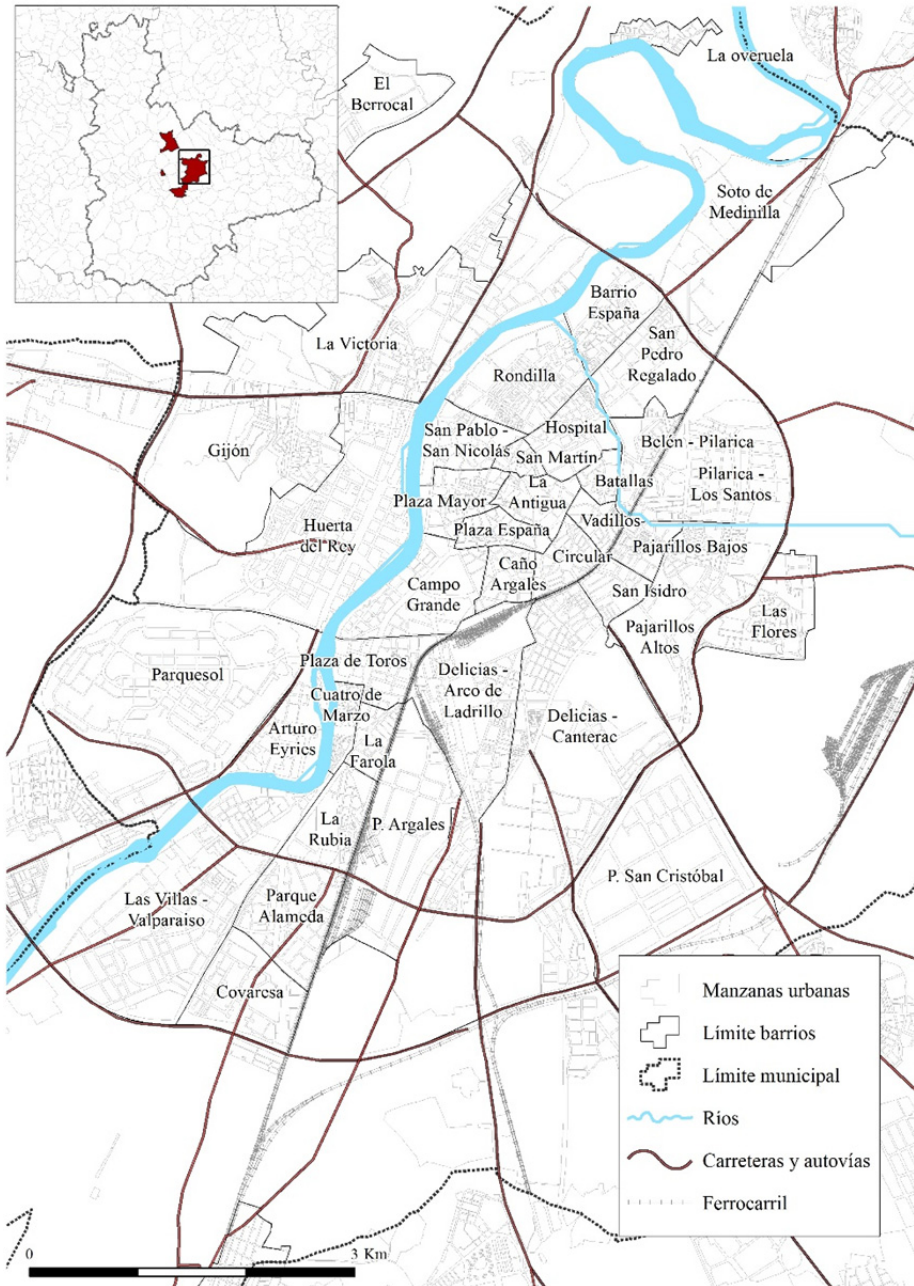 La overuela
El
Berrocal
Soto de
Medinilla
Barrio
España
San
Pedro
Regalado
La Victoria
Rondilla
San Pablo -
San Nicolás
Hospital
Belén - Pilarica
Gijón
San Martín
Pilarica -
Los Santos
Batallas
La
Antigua
Plaza Mayor
Huerta
del Rey
Plaza España
Vadillos
Circular
Pajarillos Bajos
Caño
Argales
Campo
Grande
San Isidro
Las
Flores
Pajarillos
Altos
Plaza de Toros
Delicias -
Arco de
Ladrillo
Parquesol
Cuatro de
Marzo
Arturo
Eyries
Delicias -
Canterac
La
Farola
La
Rubia
P. Argales
P. San Cristóbal
Las Villas -
Valparaiso
Parque
Alameda
Covaresa
Manzanas urbanas
Límite barrios
Límite municipal
Ríos
Carreteras y autovías
Ferrocarril
0
3 Km